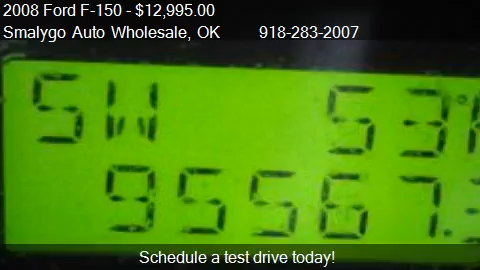 2008 Ford F-150 - $12,995.00
Smalygo Auto Wholesale, OK 918-283-2007
SW 53
95567.
Schedule a test drive today!